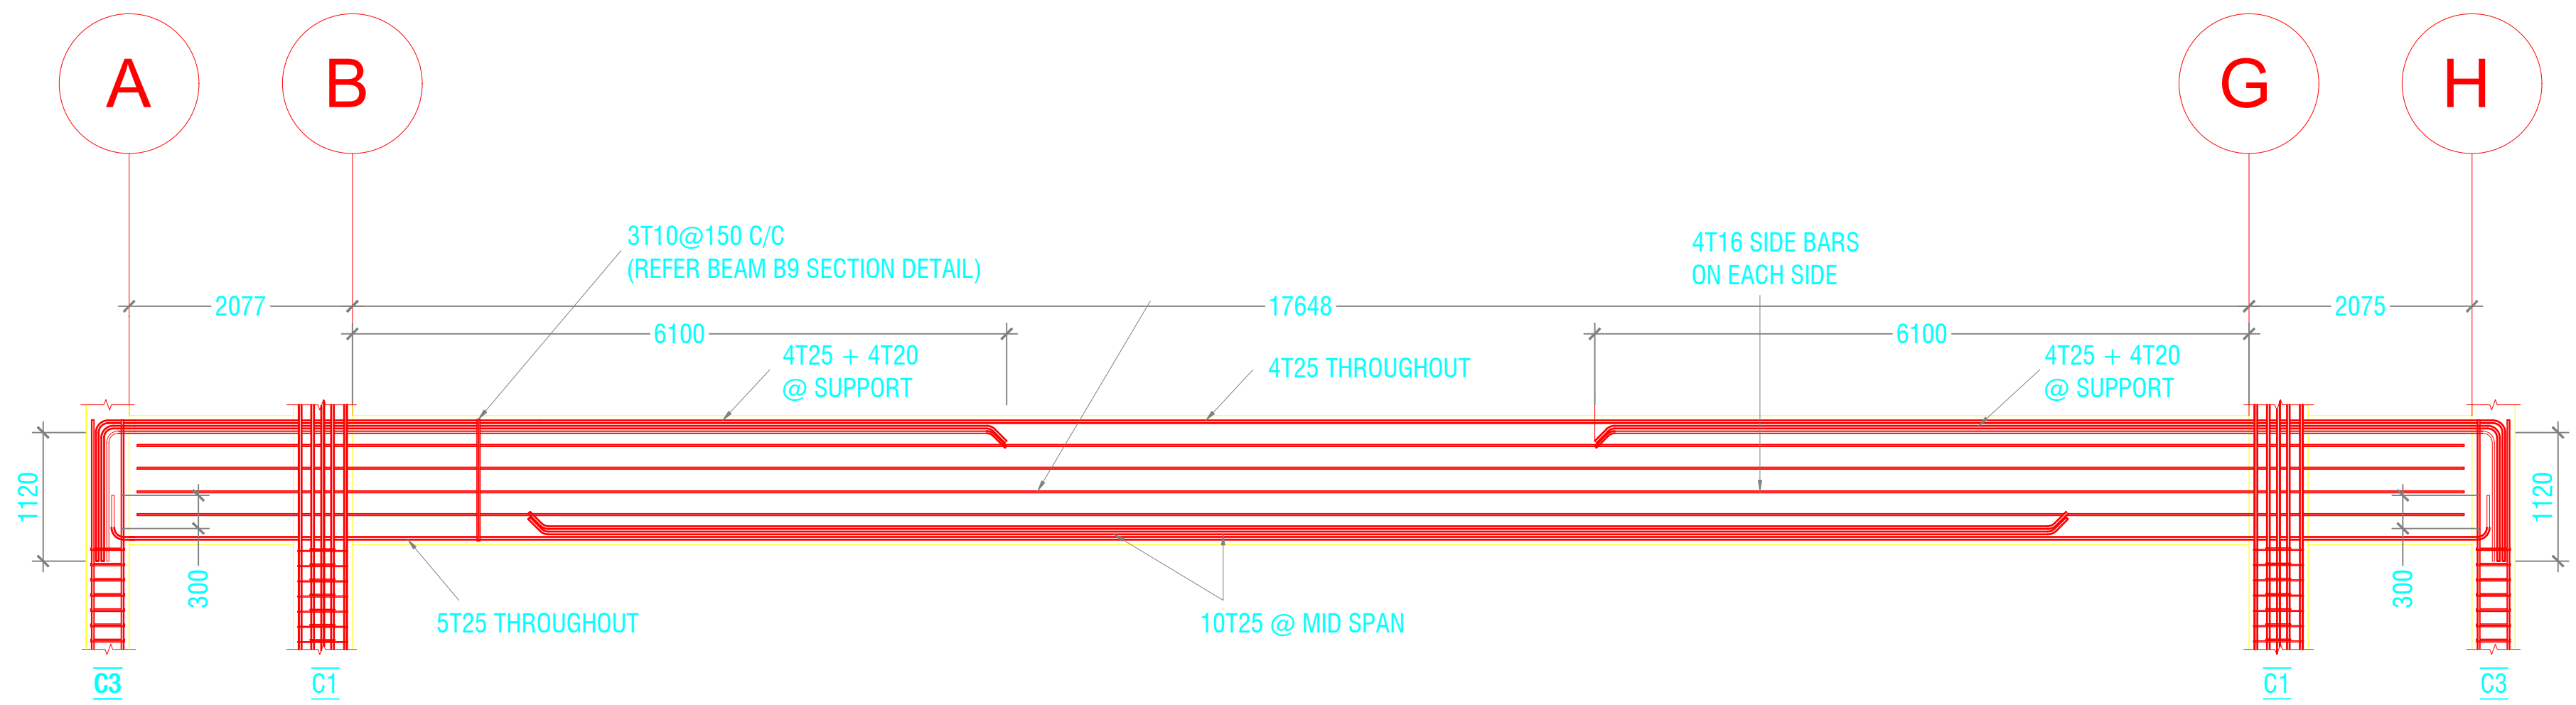 A
B
G
H
3T10@150 C/C
(REFER BEAM B9 SECTION DETAIL)
4T16 SIDE BARS
ON EACH SIDE
2077
17648
2075
6100
6100
4T25 + 4T20
@ SUPPORT
4T25 THROUGHOUT
4T25 + 4T20
@ SUPPORT
1120
1120
300
300
5T25 THROUGHOUT
10T25 @ MID SPAN
C3
C1
C1
C3